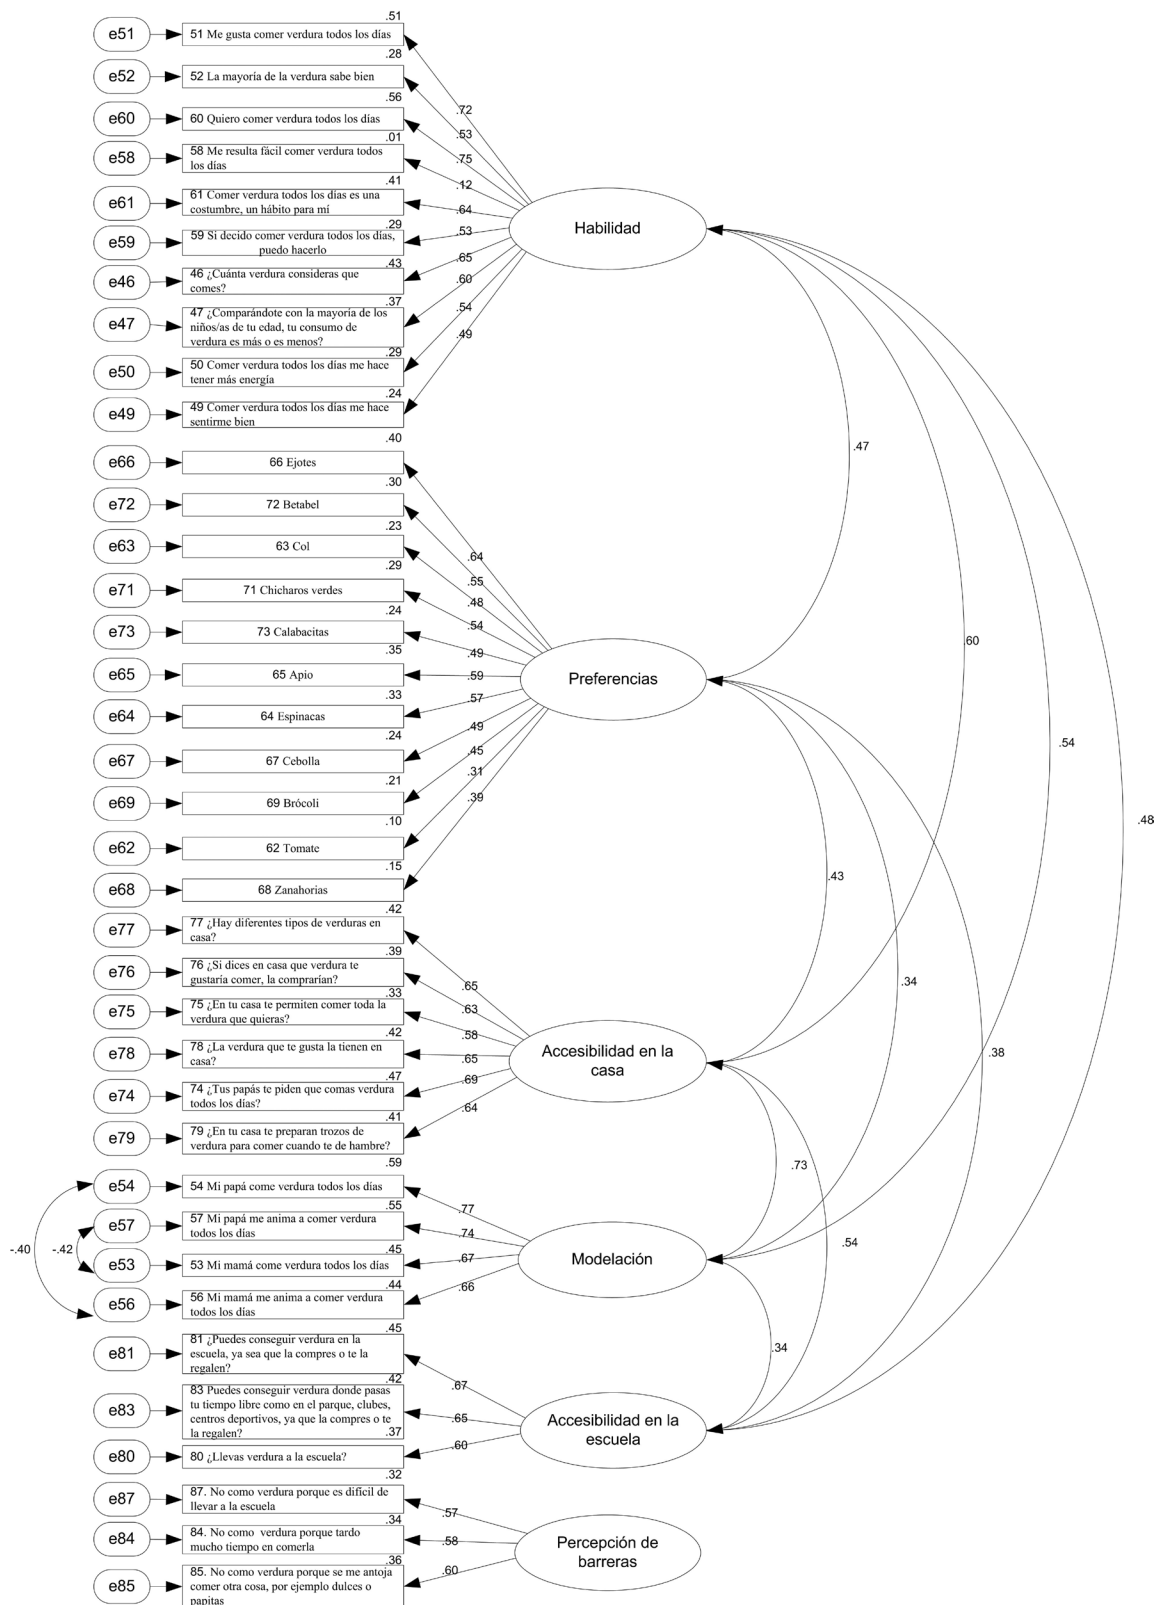 .51
e51
51 Me gusta comer verdura todos los días
.28
e52
52 La mayoría de la verdura sabe bien
.56
e60
60 Quiero comer verdura todos los días
.01
e58
58 Me resulta fácil comer verdura todos
los días
.41
e61
61 Comer verdura todos los días es una
costumbre, un hábito para mí
.29
e59
59 Si decido comer verdura todos los días,
puedo hacerlo
.43
e46
46 ¿Cuánta verdura consideras que
comes?
.37
e47
47 ¿Comparándote con la mayoría de los
niños/as de tu edad, tu consumo de
verdura es más o es menos?
.29
e50
50 Comer verdura todos los días me hace
tener más energía
.24
e49
49 Comer verdura todos los días me hace
sentirme bien
.72
.53
.75
.12
.64
.53
.65
.60
.54
.49
Habilidad
.40
e66
66 Ejotes
.30
e72
72 Betabel
.23
e63
63 Col
.29
e71
71 Chicharos verdes
.24
e73
73 Calabacitas
.35
e65
65 Apio
.33
e64
64 Espinacas
.24
e67
67 Cebolla
.21
e69
69 Brócoli
.10
e62
62 Tomate
.15
e68
68 Zanahorias
.64
.55
.48
.54
.49
.59
.57
.49
.45
.31
.39
Preferencias
.42
e77
77 ¿Hay diferentes tipos de verduras en
casa?
.39
e76
76 ¿Si dices en casa que verdura te
gustaría comer, la comprarían?
.33
e75
75 ¿En tu casa te permiten comer toda la
verdura que quieras?
.42
e78
78 ¿La verdura que te gusta la tienen en
casa?
.47
e74
74 ¿Tus papás te piden que comas verdura
todos los días?
.41
e79
79 ¿En tu casa te preparan trozos de
verdura para comer cuando te de hambre?
.65
.63
.58
.65
.69
.64
Accesibilidad en la
casa
.59
e54
54 Mi papá come verdura todos los días
.55
e57
57 Mi papá me anima a comer verdura
todos los días
.45
e53
53 Mi mamá come verdura todos los días
.44
e56
56 Mi mamá me anima a comer verdura
todos los días
-.40
-.42
.77
.74
.67
.66
Modelación
.45
e81
81 ¿Puedes conseguir verdura en la
escuela, ya sea que la compres o te la
regalen?
.42
e83
83 Puedes conseguir verdura donde pasas
tu tiempo libre como en el parque, clubes,
centros deportivos, ya que la compres o te
la regalen?
.37
e80
80 ¿Llevas verdura a la escuela?
.67
.65
.60
Accesibilidad en la
escuela
.32
e87
87. No como verdura porque es difícil de
llevar a la escuela
.34
e84
84. No como verdura porque tardo
mucho tiempo en comerla
.36
e85
85. No como verdura porque se me antoja
comer otra cosa, por ejemplo dulces o
papitas
.57
.58
.60
Percepción de
barreras
.47
.60
.54
.48
.43
.34
.38
.73
.54
.34